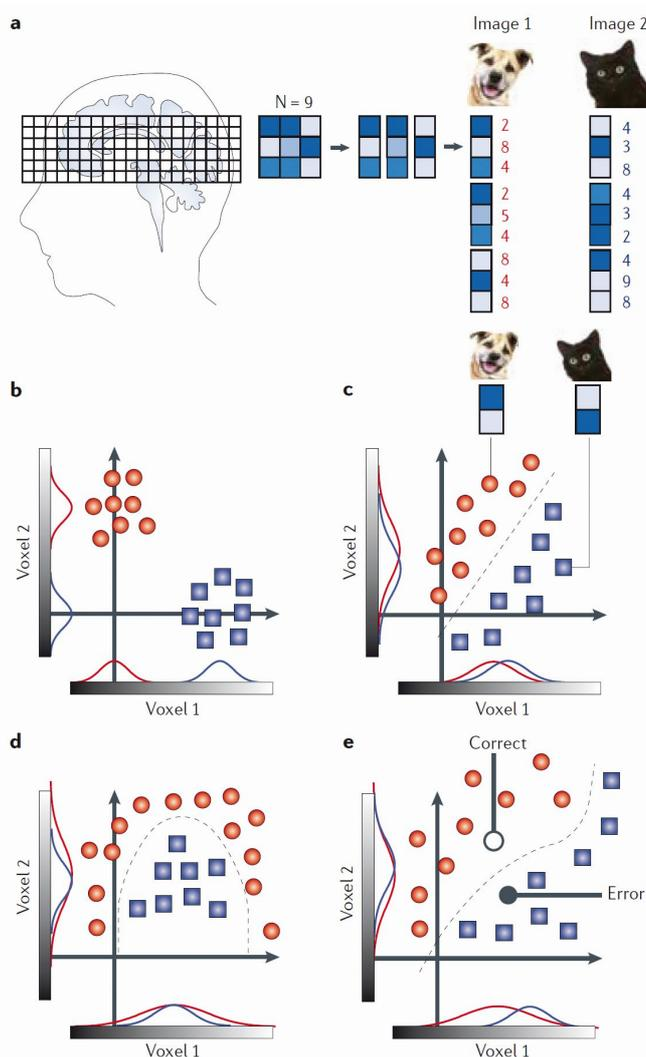 a
Image 1
Image 2
N = 9
2
8
4
2
5
4
8
4
8
4
3
8
4
3
2
4
9
8
b
Voxel 2
Voxel 1
c
Voxel 2
Voxel 1
d
Voxel 2
Voxel 1
e
Correct
Error
Voxel 2
Voxel 1